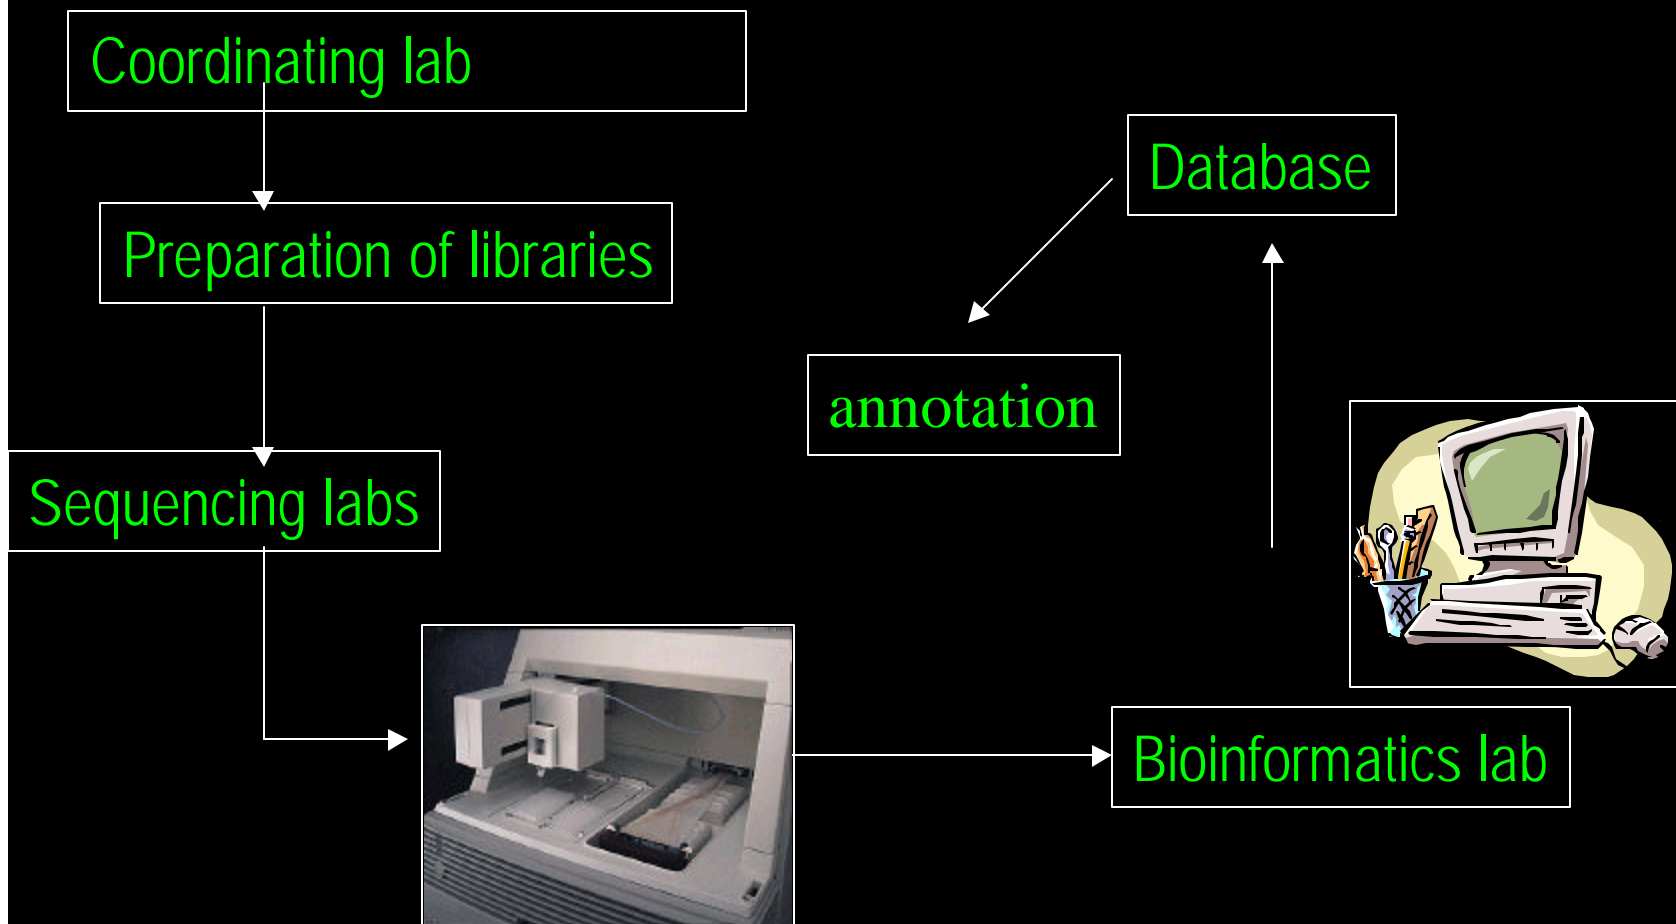 Coordinating lab
Preparation of libraries
Sequencing labs
Database
annotation
Bioinformatics lab